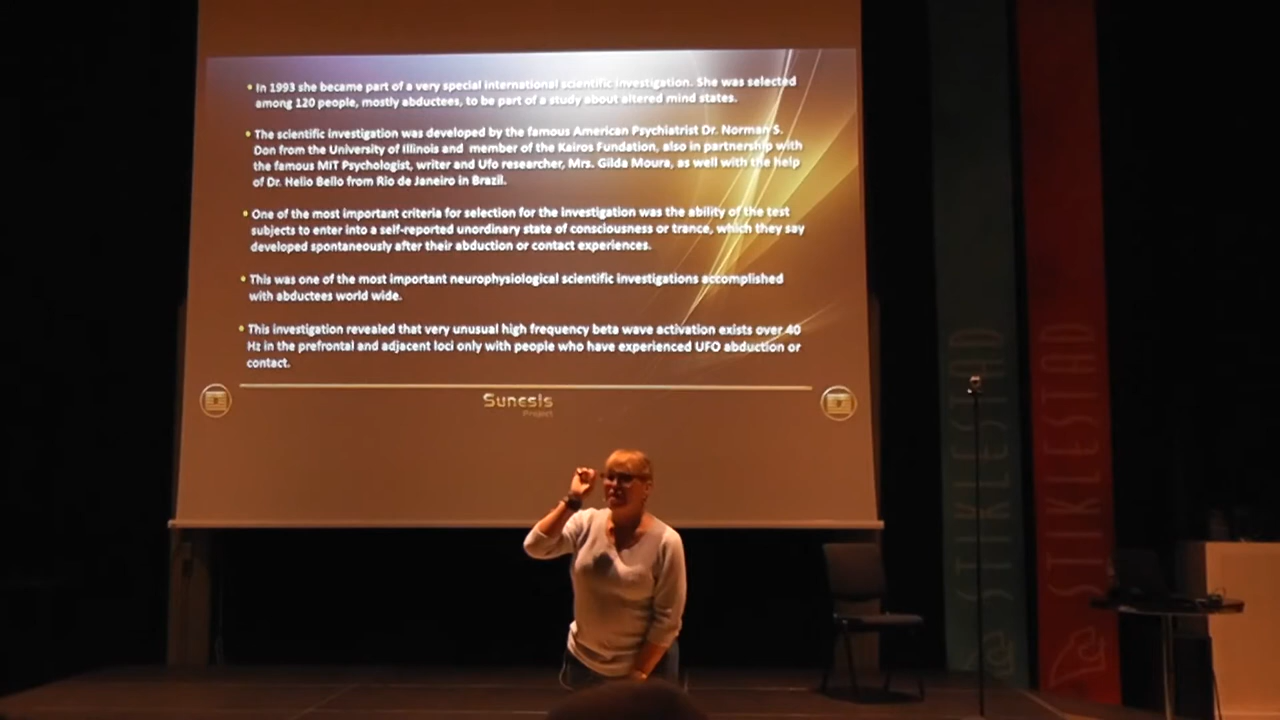 • In 1993 she became part of a very special international scientific investigation. She was selected
among 120 people, mostly abductees, to be part of a study about altered mind states.
• The scientific investigation was developed by the famous American Psychiatrist Dr. Norman S.
Don from the University of Illinois and member of the Kairos Fundation, also in partnership with
the famous MIT Psychologist, writer and Ufo researcher, Mrs. Gilda Moura, as well with the help
of Dr. Helio Bello from Rio de Janeiro in Brazil.
• One of the most important criteria for selection for the investigation was the ability of the test
subjects to enter into a self-reported unordinary state of consciousness or trance, which they say
developed spontaneously after their abduction or contact experiences.
• This was one of the most important neurophysiological scientific investigations accomplished
with abductees world wide.
• This investigation revealed that very unusual high frequency beta wave activation exists over 40
Hz in the prefrontal and adjacent loci only with people who have experienced UFO abduction or
contact.
Sunesis
Project
STIKLESTAD
STIKLESTAD